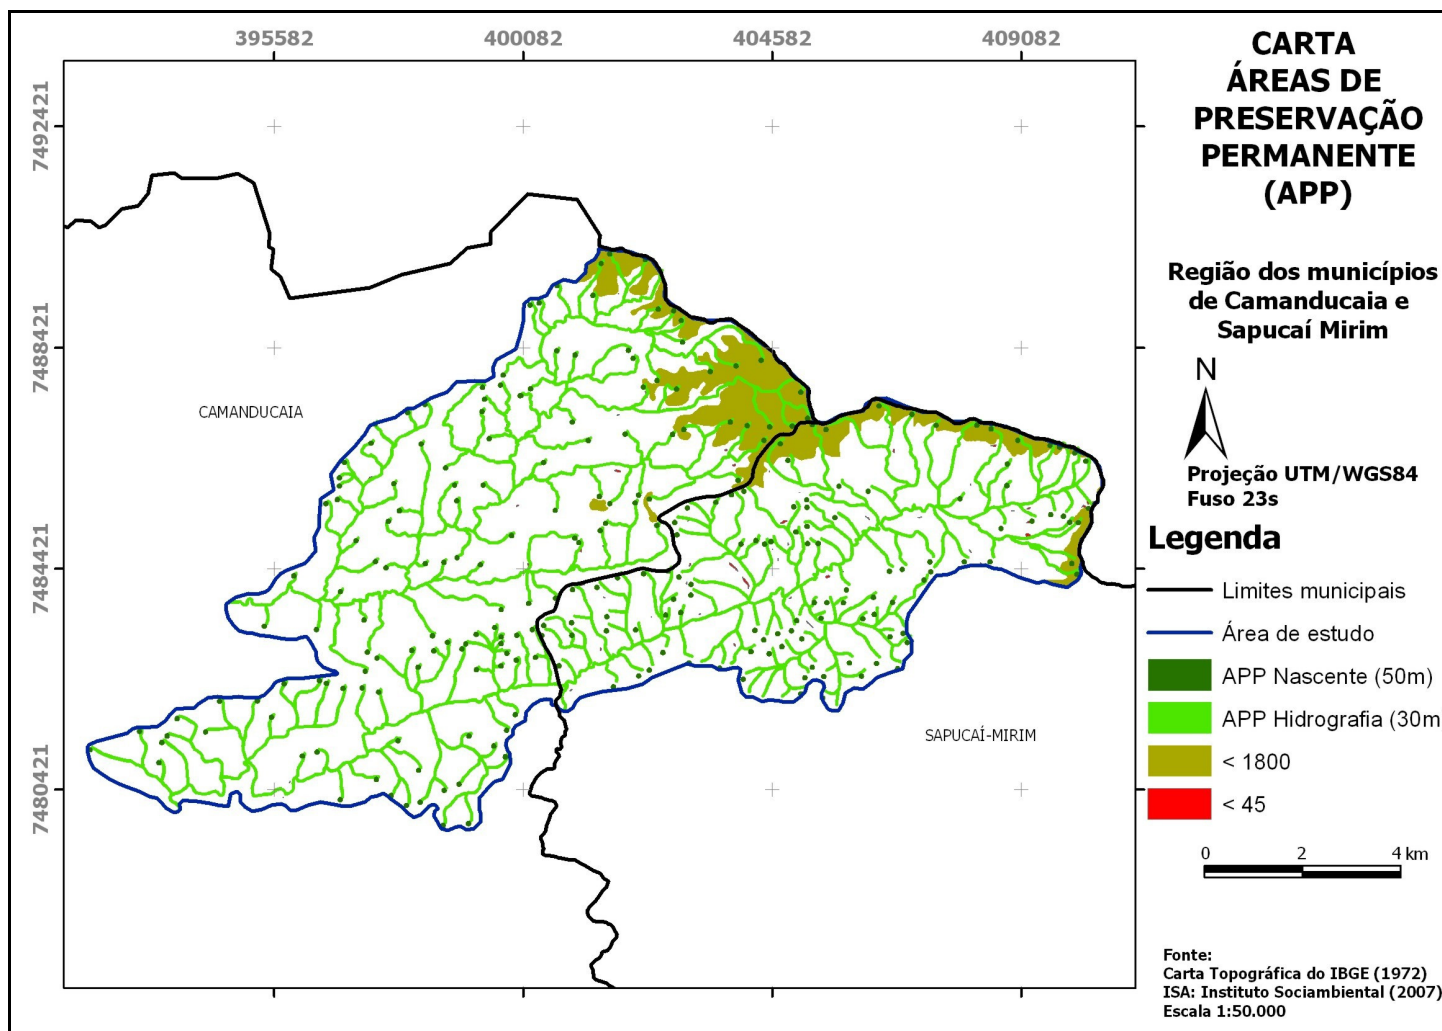 395582 400082 404582 409082
7492421
7488421
7484421
7480421
CAMANDUCAIA
SAPUCAÍ-MIRIM
CARTA
ÁREAS DE
PRESERVAÇÃO
PERMANENTE
(APP)
Região dos municípios
de Camanducaia e
Sapucaí Mirim
N
Projeção UTM/WGS84
Fuso 23s
Legenda
Limites municipais
Área de estudo
APP Nascente (50m)
APP Hidrografia (30m
< 1800
< 45
0 2 4 km
Fonte:
Carta Topográfica do IBGE (1972)
ISA: Instituto Sociambiental (2007)
Escala 1:50.000